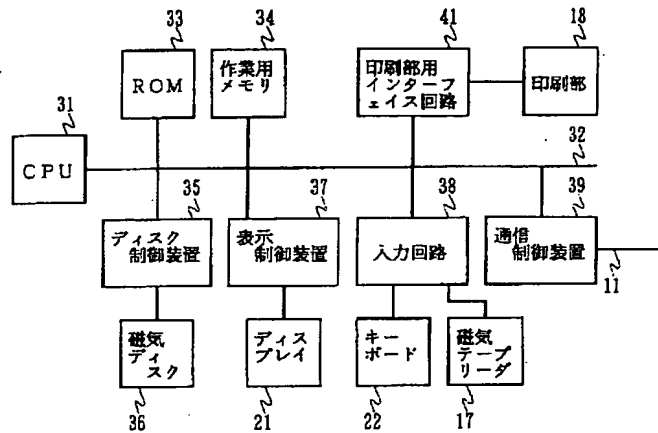 33
34
41
18
ROM
作業用
メモリ
印刷部用
インターフ
ェイス回路
印刷部
31
CPU
32
35
37
38
39
ディスク
制御装置
表示
制御装置
入力回路
通信
制御装置
11
磁気
ディ
スク
ディス
プレイ
キー
ボード
磁気
テープ
リーダ
36
21
22
17